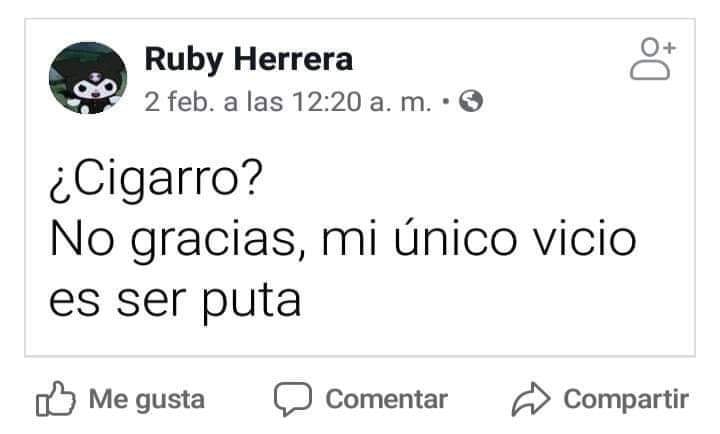 Ruby Herrera
2 feb. a las 12:20 a. m. •
¿Cigarro?
No gracias, mi único vicio
es ser puta
Me gusta Comentar Compartir